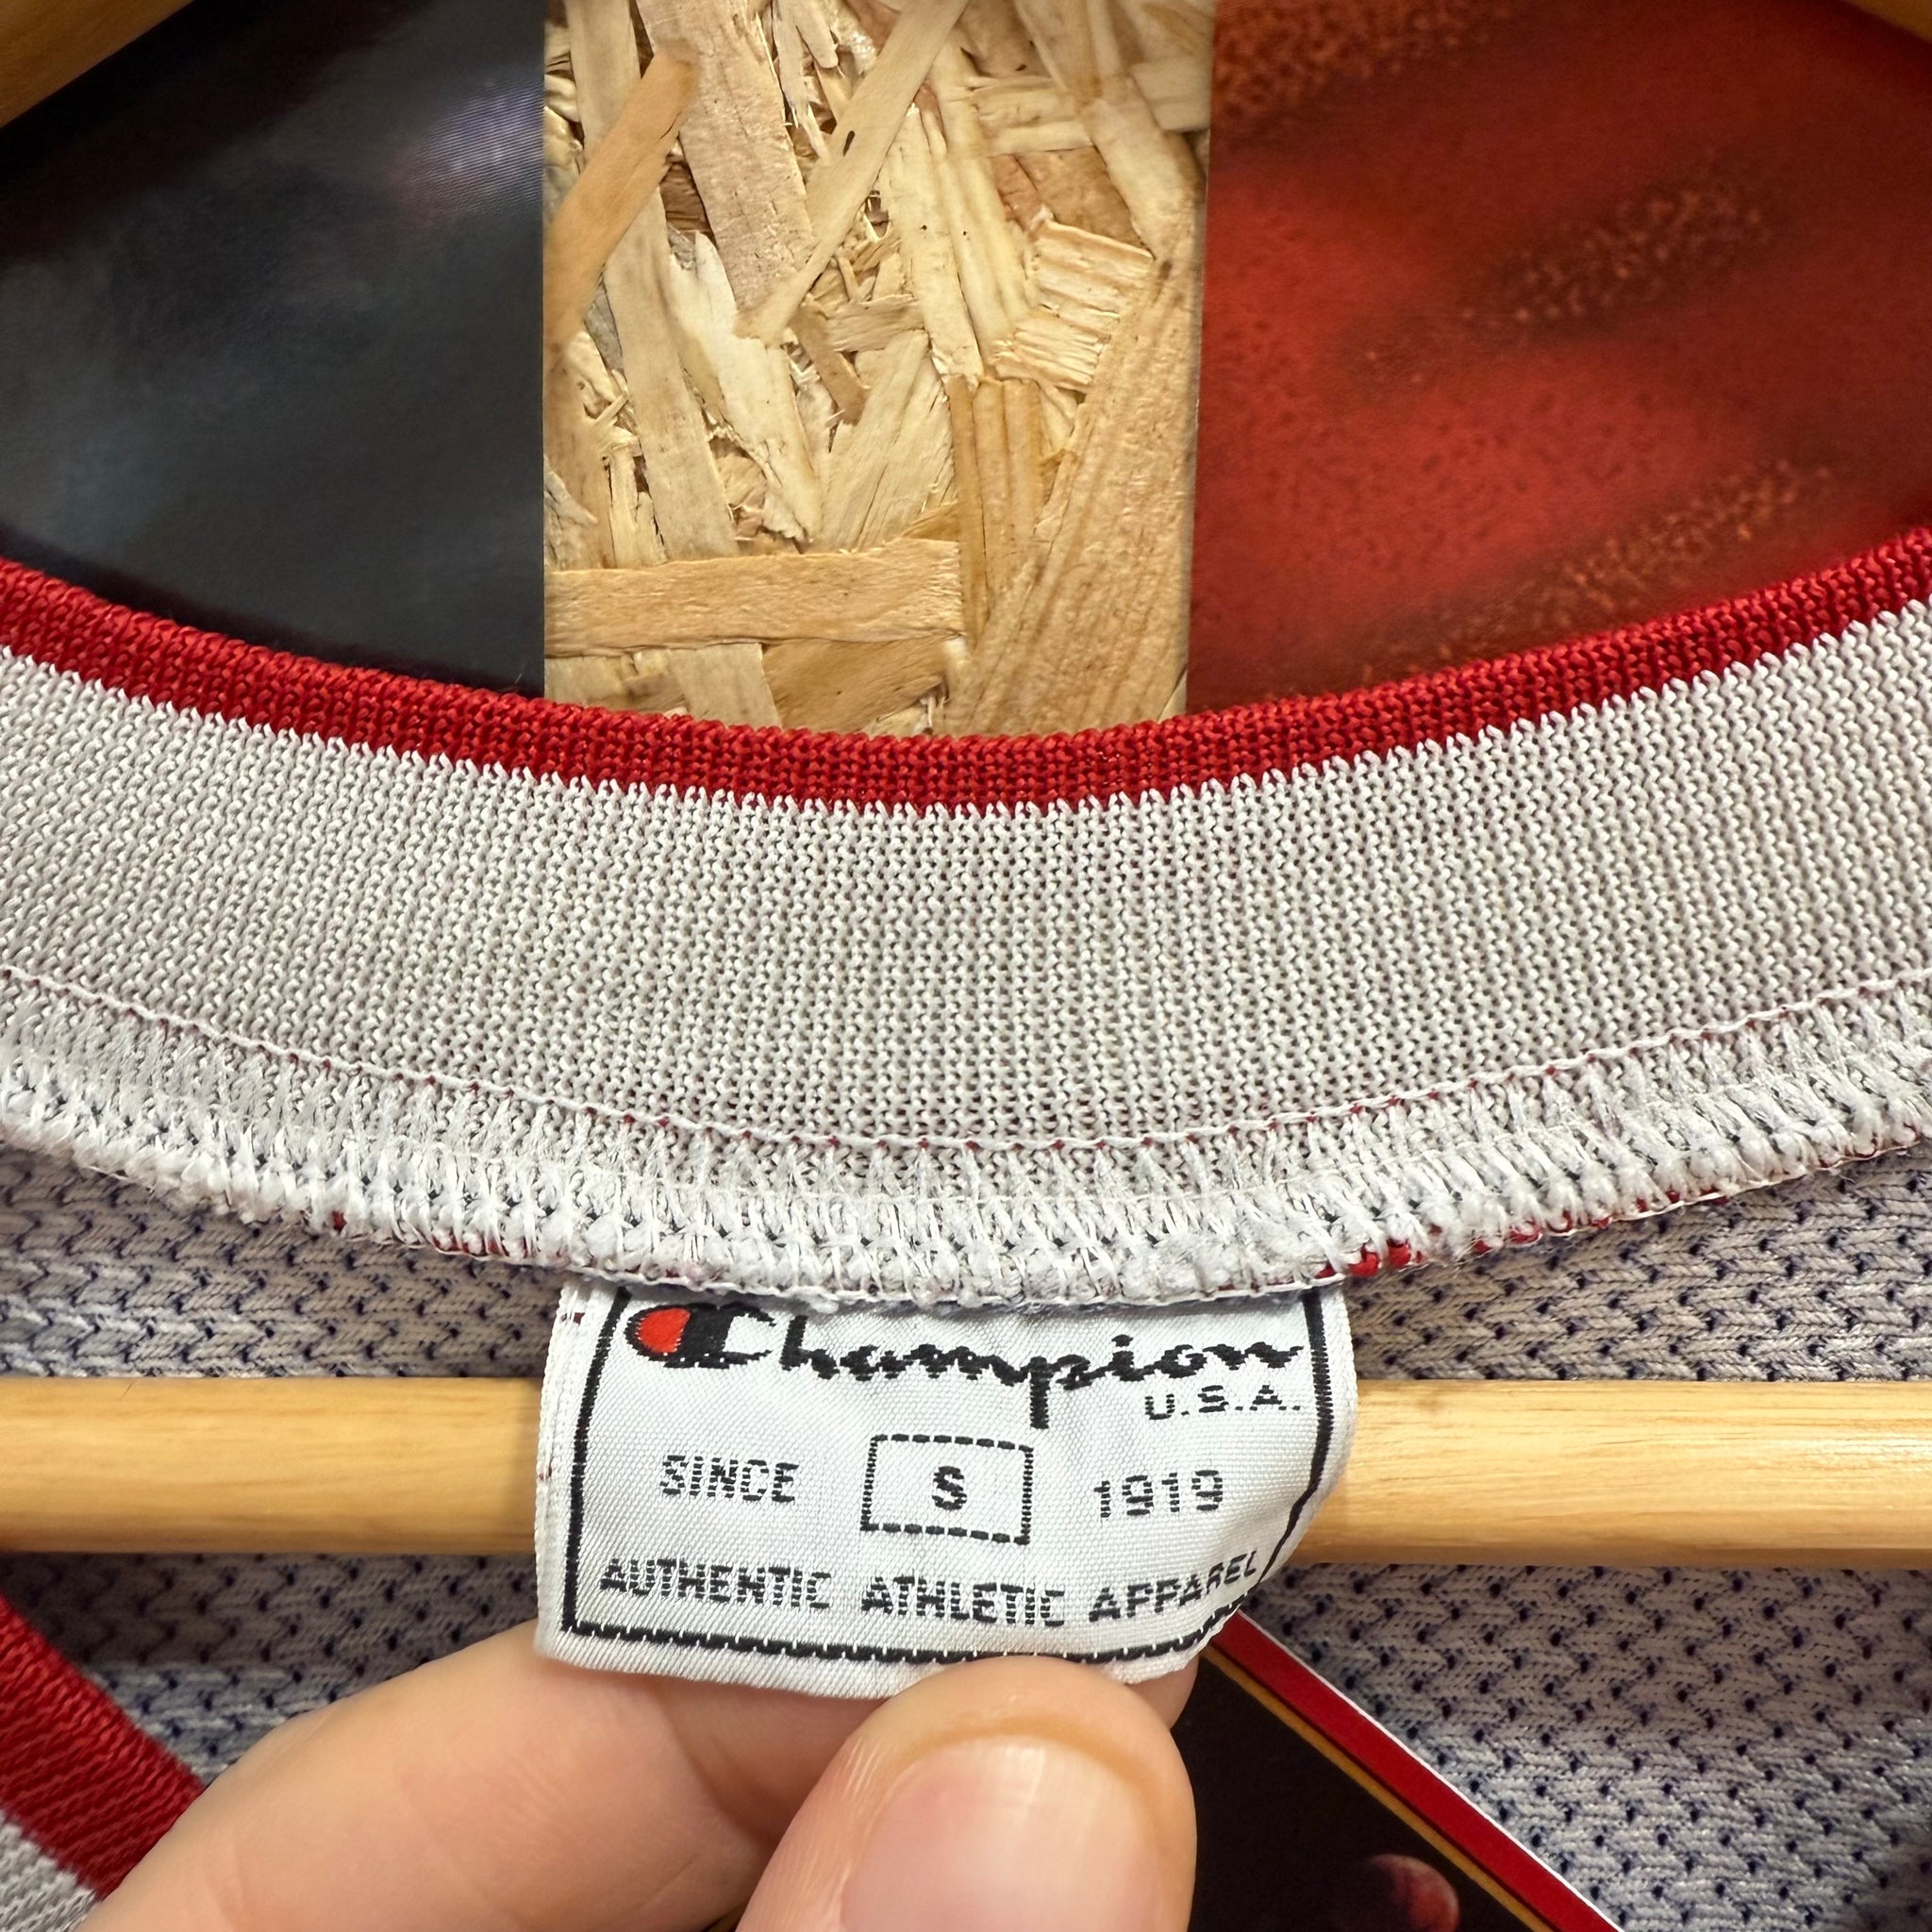 Champion
U.S.A.
SINCE S 1919
AUTHENTIC ATHLETIC APPAREL